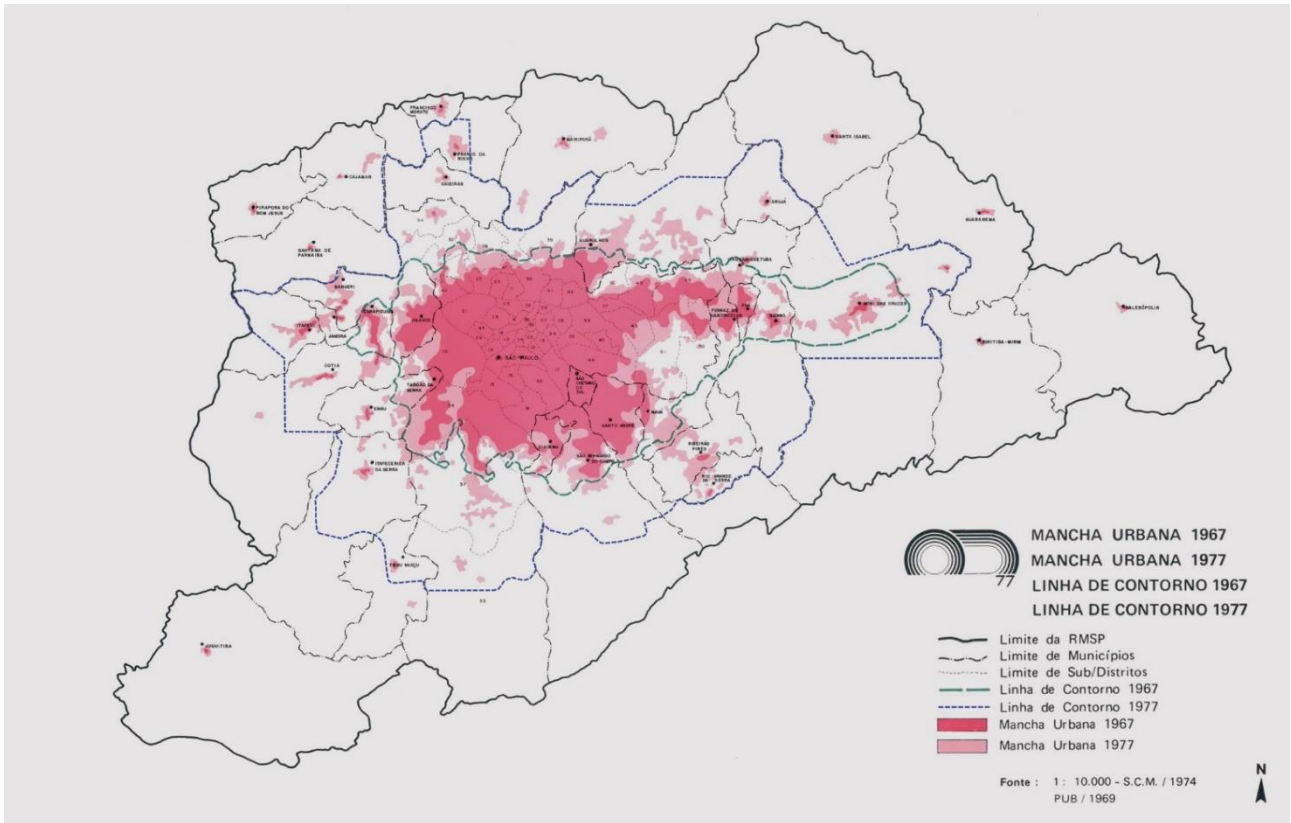 FRANCISCO
MORATO
FRANCO DA
ROCHA
MAIRIPORÃ
SANTA ISABEL
CAJAMAR
CAIEIRAS
PIRAPORA DO
BOM JESUS
ARUJÁ
GUARAREMA
SANTANA DE
PARNAÍBA
GUARULHOS
BARUERI
CARAPICUÍBA
OSASCO
ITAPEVI
JANDIRA
FERRAZ DE
VASCONCELOS
POÁ
SUZANO
MOGI DAS CRUZES
SALESÓPOLIS
BIRITIBA-MIRIM
SÃO PAULO
COTIA
TABOÃO DA
SERRA
SÃO
CAETANO
DO
SUL
EMBU
MAUÁ
SANTO ANDRÉ
DIADEMA
SÃO BERNARDO
DO CAMPO
RIBEIRÃO
PIRES
ITAPECERICA
DA SERRA
RIO GRANDE
DA SERRA
EMBU GUAÇU
JUQUITIBA
77
MANCHA URBANA 1967
MANCHA URBANA 1977
LINHA DE CONTORNO 1967
LINHA DE CONTORNO 1977
Limite da RMSP
Limite de Municípios
Limite de Sub/Distritos
Linha de Contorno 1967
Linha de Contorno 1977
Mancha Urbana 1967
Mancha Urbana 1977
Fonte : 1: 10.000 - S.C.M. / 1974
PUB / 1969
N